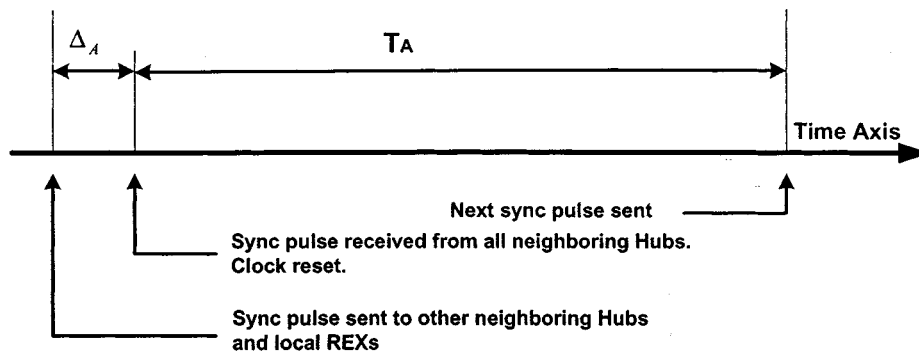 Δ_A
T_A
Time Axis
Next sync pulse sent
Sync pulse received from all neighboring Hubs.
Clock reset.
Sync pulse sent to other neighboring Hubs
and local REXs